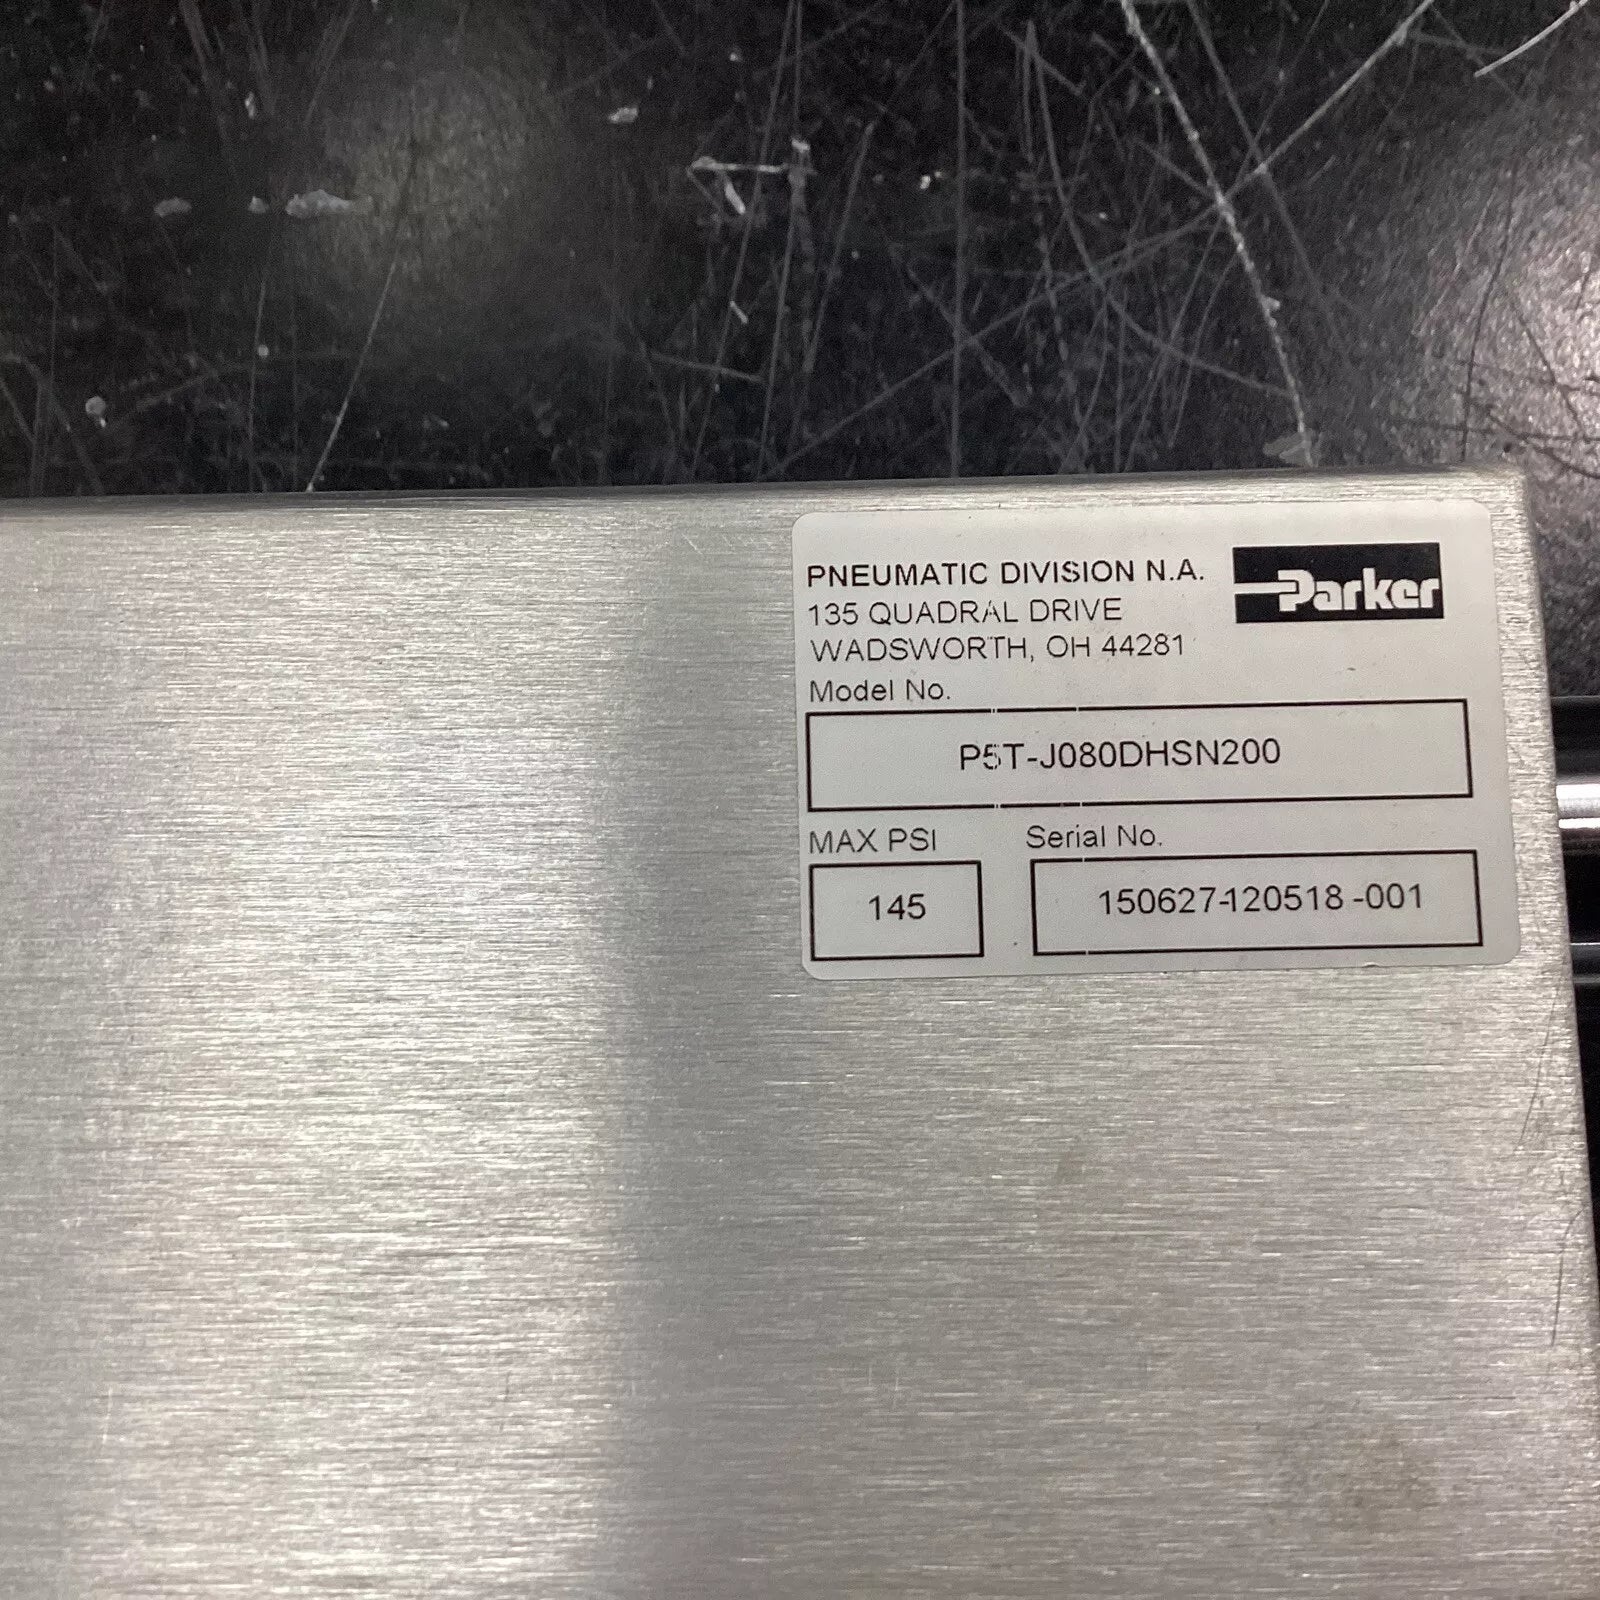 PNEUMATIC DIVISION N.A.
Parker
135 QUADRAL DRIVE
WADSWORTH, OH 44281
Model No.
P5T-J080DHSN200
MAX PSI
Serial No.
145
150627-120518-001